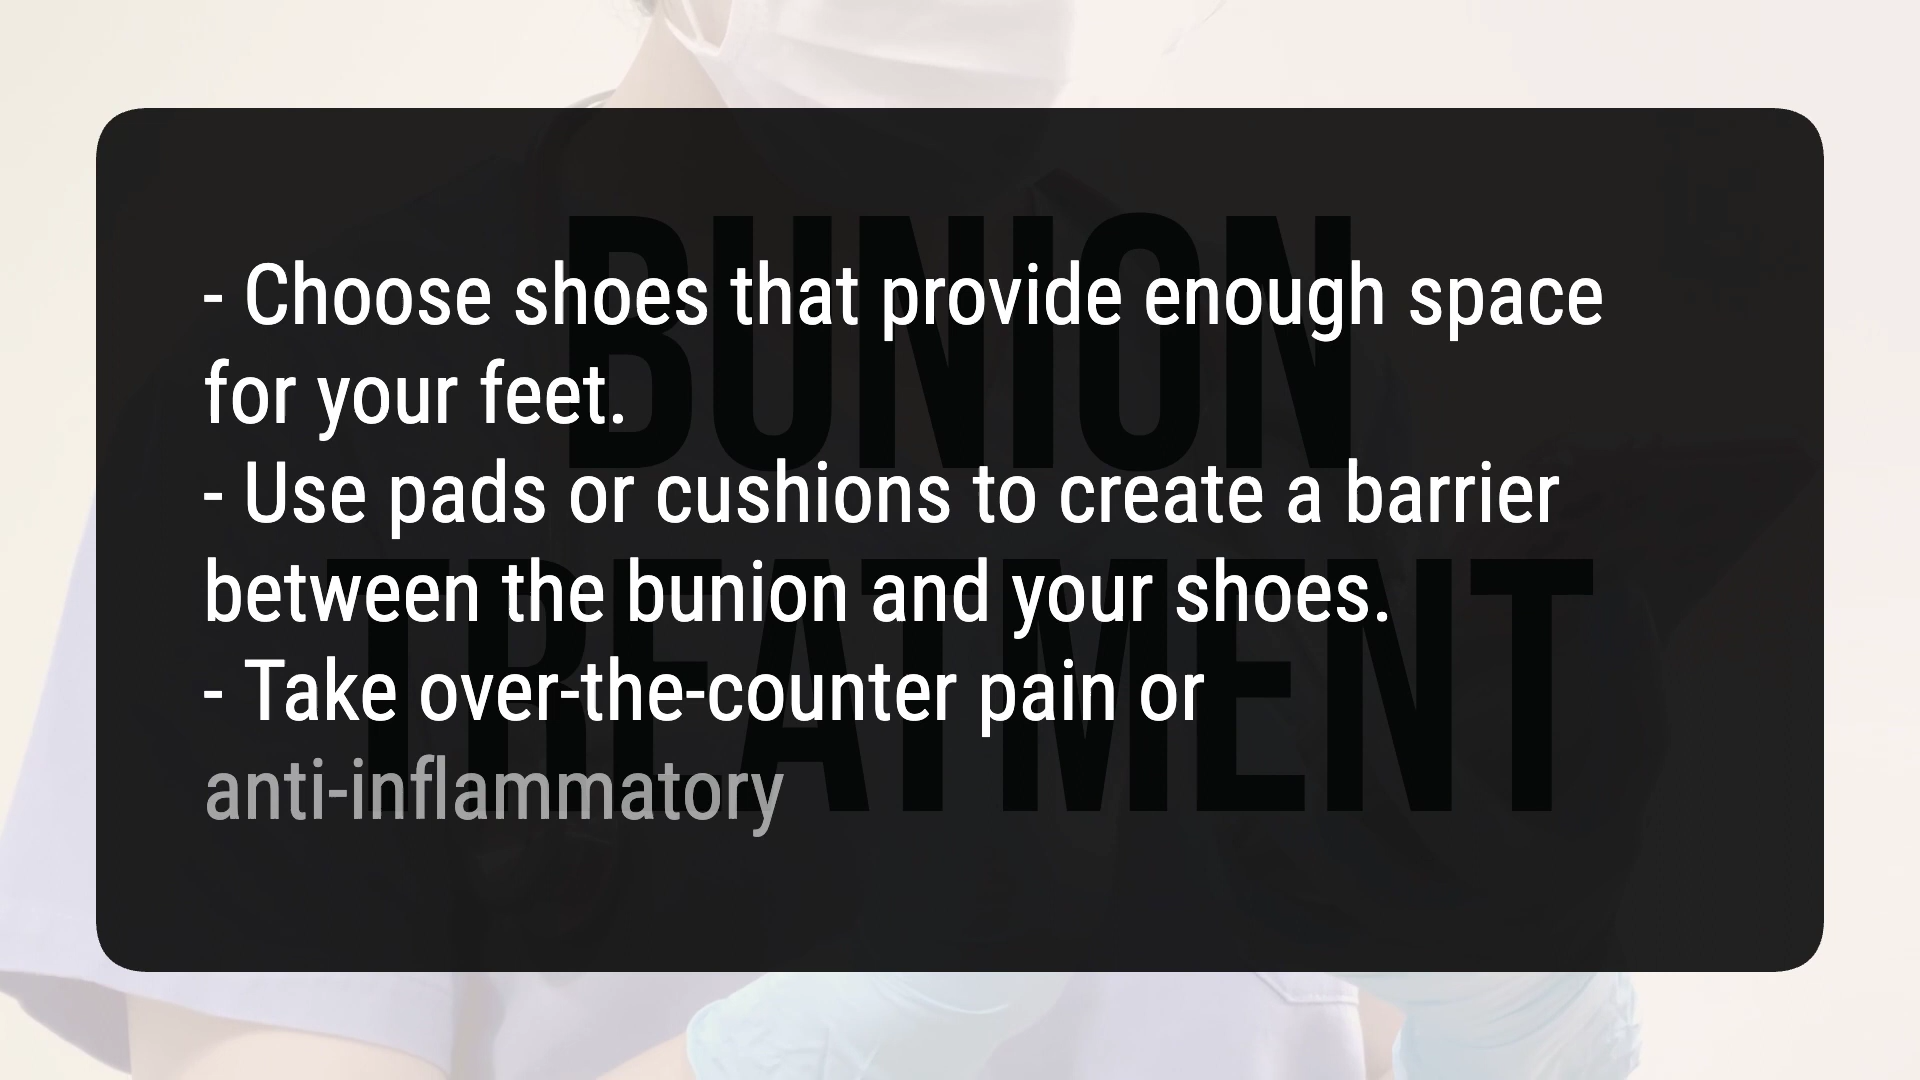 BUNION
TREATMENT
- Choose shoes that provide enough space
for your feet.
- Use pads or cushions to create a barrier
between the bunion and your shoes.
- Take over-the-counter pain or
anti-inflammatory